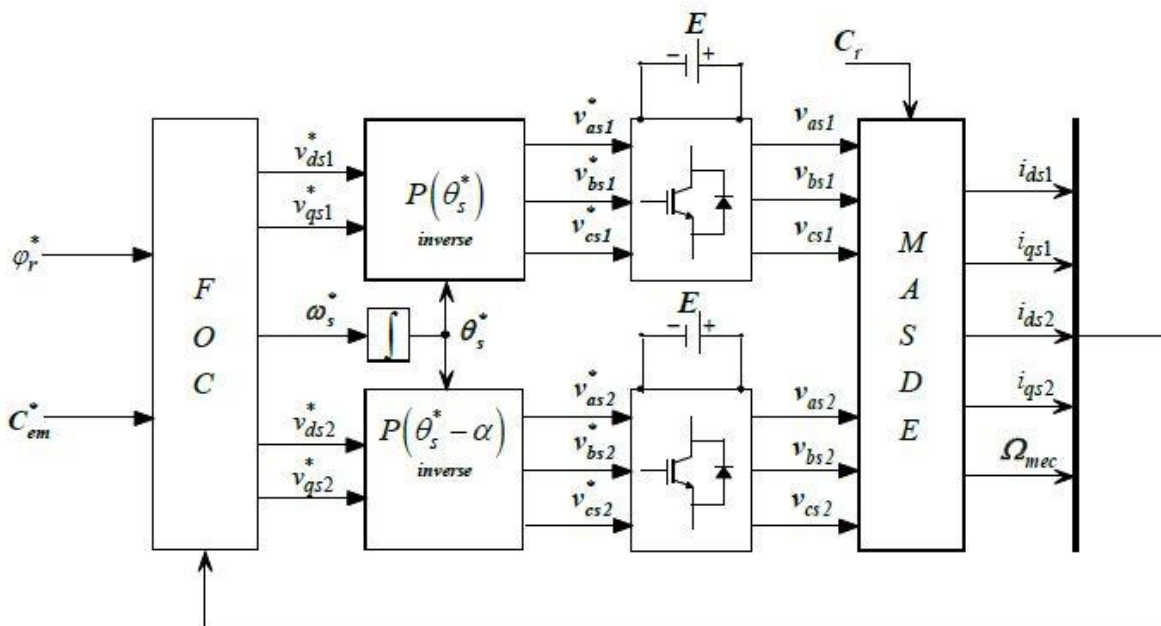 E
− +
C_r
v*_as1
v_as1
v*_ds1
P(θ*_s)
inverse
v*_bs1
v_bs1
i_ds1
v*_qs1
v*_cs1
v_cs1
φ*_r
i_qs1
F
O
C
ω*_s
∫
θ*_s
E
− +
M
A
S
D
E
i_ds2
C*_em
v*_ds2
P(θ*_s − α)
inverse
v*_as2
v_as2
i_qs2
v*_qs2
v*_bs2
v_bs2
Ω_mec
v*_cs2
v_cs2